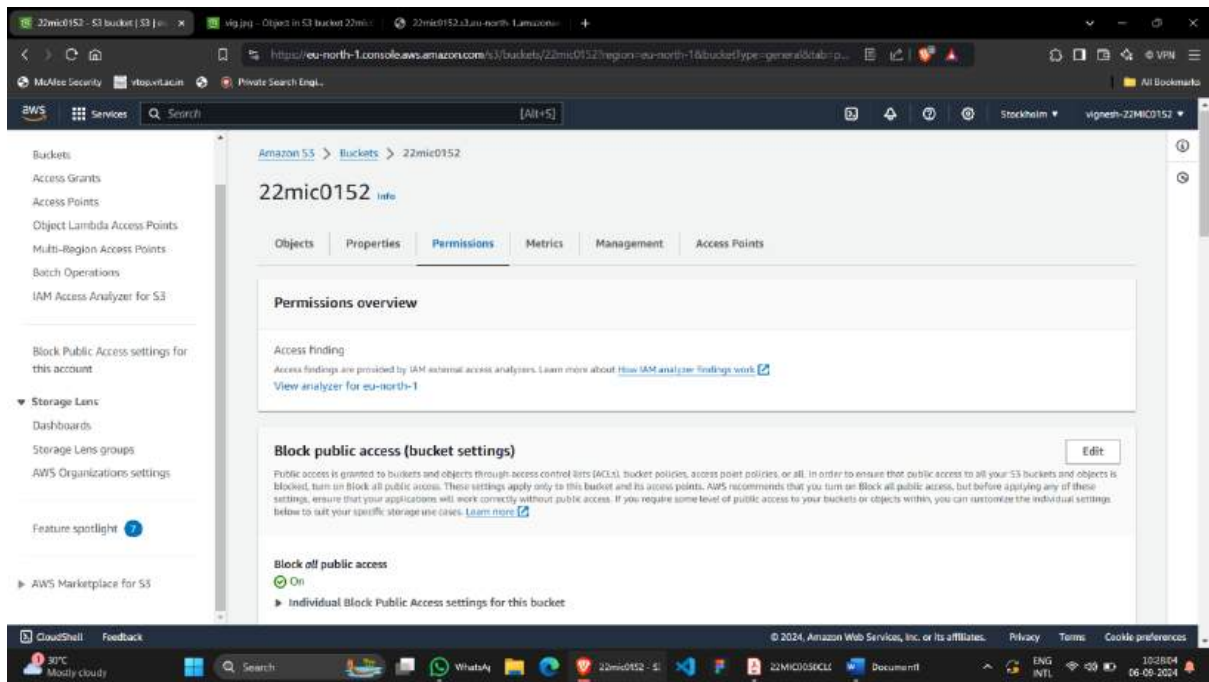 22mic0152 - S3 bucket | S3 |
vig.jpg - Object in S3 bucket 22mic
22mic0152.s3.eu-north-1.amazonaw
https://eu-north-1.console.aws.amazon.com/s3/buckets/22mic0152?region=eu-north-1&bucketType=general&tab=p...
VPN
McAfee Security
vtop.vit.ac.in
Private Search Engi...
All Bookmarks
aws
Services
Search
[Alt+S]
Stockholm
vignesh-22MIC0152
Buckets
Access Grants
Access Points
Object Lambda Access Points
Multi-Region Access Points
Batch Operations
IAM Access Analyzer for S3
Block Public Access settings for
this account
Storage Lens
Dashboards
Storage Lens groups
AWS Organizations settings
Feature spotlight 7
AWS Marketplace for S3
Amazon S3 > Buckets > 22mic0152
22mic0152 Info
Objects
Properties
Permissions
Metrics
Management
Access Points
Permissions overview
Access finding
Access findings are provided by IAM external access analyzers. Learn more about How IAM analyzer findings work
View analyzer for eu-north-1
Block public access (bucket settings)
Edit
Public access is granted to buckets and objects through access control lists (ACLs), bucket policies, access point policies, or all. In order to ensure that public access to all your S3 buckets and objects is
blocked, turn on Block all public access. These settings apply only to this bucket and its access points. AWS recommends that you turn on Block all public access, but before applying any of these
settings, ensure that your applications will work correctly without public access. If you require some level of public access to your buckets or objects within, you can customize the individual settings
below to suit your specific storage use cases. Learn more
Block all public access
On
Individual Block Public Access settings for this bucket
CloudShell
Feedback
© 2024, Amazon Web Services, Inc. or its affiliates.
Privacy
Terms
Cookie preferences
1
30°C
Mostly cloudy
Search
WhatsAp
22mic0152 - S
Document1
ENG
INTL
10:28:04
06-09-2024